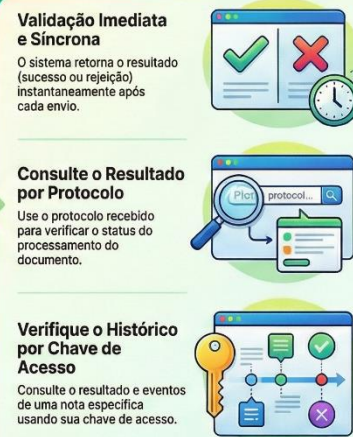 Validação Imediata
e Síncrona
O sistema retorna o resultado
(sucesso ou rejeição)
instantaneamente após
cada envio.
Consulte o Resultado
por Protocolo
Use o protocolo recebido
para verificar o status do
processamento do
documento.
protocol...
Verifique o Histórico
por Chave de
Acesso
Consulte o resultado e eventos
de uma nota específica
usando sua chave de acesso.